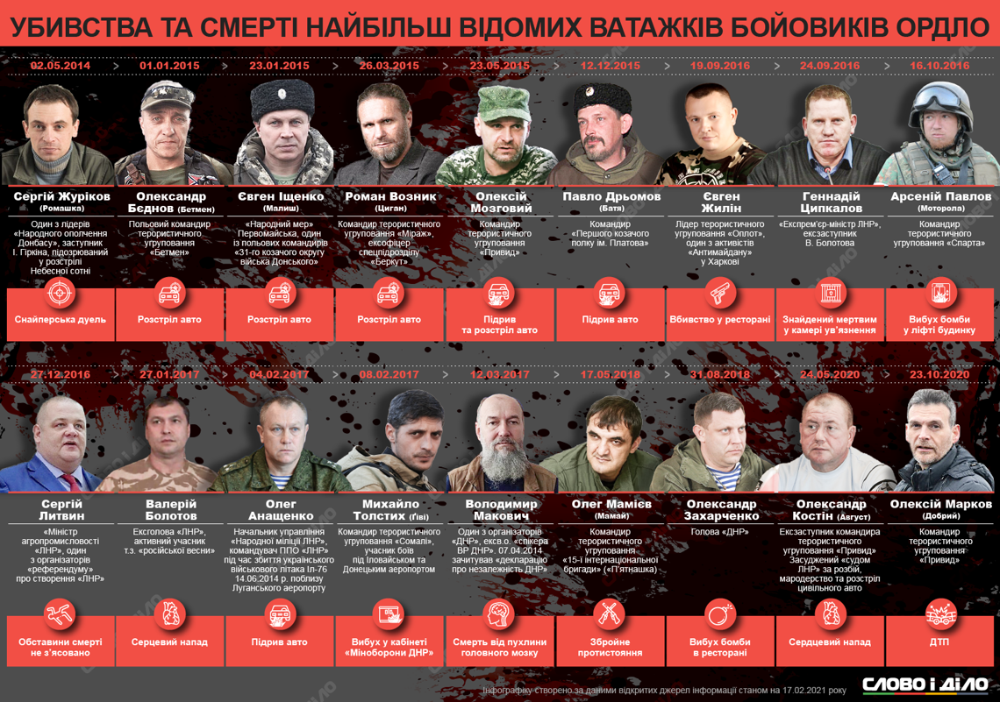 УБИВСТВА ТА СМЕРТІ НАЙБІЛЬШ ВІДОМИХ ВАТАЖКІВ БОЙОВИКІВ ОРДЛО
02.05.2014 > 01.01.2015 > 23.01.2015 > 26.03.2015 > 23.05.2015 > 12.12.2015 > 19.09.2016 > 24.09.2016 > 16.10.2016
Сергій Журіков
(Ромашка)
Один з лідерів
«Народного ополчення
Донбасу», заступник
І. Гіркіна, підозрюваний
у розстрілі
Небесної сотні
Снайперська дуель
Олександр
Бєднов (Бетмен)
Польовий командир
терористичного
угруповання
«Бетмен»
Розстріл авто
Євген Іщенко
(Малиш)
«Народний мер»
Первомайська, один
із польових командирів
«31-го козачого округу
війська Донського»
Розстріл авто
Роман Возник
(Циган)
Командир терористичного
угруповання «Міраж»,
ексофіцер
спецпідрозділу
«Беркут»
Розстріл авто
Олексій
Мозговий
Командир
терористичного
угруповання
«Привид»
Підрив
та розстріл авто
Павло Дрьомов
(Батя)
Командир
«Першого козачого
полку ім. Платова»
Підрив авто
Євген
Жилін
Лідер терористичного
угруповання «Оплот»,
один з активістів
«Антимайдану»
у Харкові
Вбивство у ресторані
Геннадій
Ципкалов
«Експрем'єр-міністр ЛНР»,
ексзаступник
В. Болотова
Знайдений мертвим
у камері ув'язнення
Арсеній Павлов
(Моторола)
Командир
терористичного
угруповання «Спарта»
Вибух бомби
у ліфті будинку
27.12.2016 > 27.01.2017 > 04.02.2017 > 08.02.2017 > 12.03.2017 > 17.05.2018 > 31.08.2018 > 24.05.2020 > 23.10.2020
Сергій
Литвин
«Міністр
агропромисловості
«ЛНР», один
з організаторів
«референдуму»
про створення «ЛНР»
Обставини смерті
не з'ясовано
Валерій
Болотов
Ексголова «ЛНР»,
активний учасник
т.з. «російської весни»
Серцевий напад
Олег
Анащенко
Начальник управління
«Народної міліції ЛНР»,
командувач ППО «ЛНР»
під час збиття українського
військового літака Іл-76
14.06.2014 р. поблизу
Луганського аеропорту
Підрив авто
Михайло
Толстих (Ґіві)
Командир терористичного
угруповання «Сомалі»,
учасник боїв
під Іловайськом та
Донецьким аеропортом
Вибух у кабінеті
«Міноборони ДНР»
Володимир
Макович
Один з организаторів
«ДНР», ексв.о. «спікера
ВР ДНР». 07.04.2014
зачитував «декларацію
про незалежність ДНР»
Смерть від пухлини
головного мозку
Олег Мамієв
(Мамай)
Командир
терористичного
угруповання
«15-ї інтернаціональної
бригади» («П'ятнашка)
Збройне
протистояння
Олександр
Захарченко
Голова «ДНР»
Вибух бомби
в ресторані
Олександр
Костін (Август)
Ексзаступник командира
терористичного
угруповання «Привид»
Засуджений «судом
ЛНР» за розбій,
мародерство та розстріл
цивільного авто
Сердцевий напад
Олексій Марков
(Добрий)
Командир
терористичного
угруповання
«Привид»
ДТП
Інфографіку створено за даними відкритих джерел інформації станом на 17.02.2021 року
СЛОВО і ДіЛО